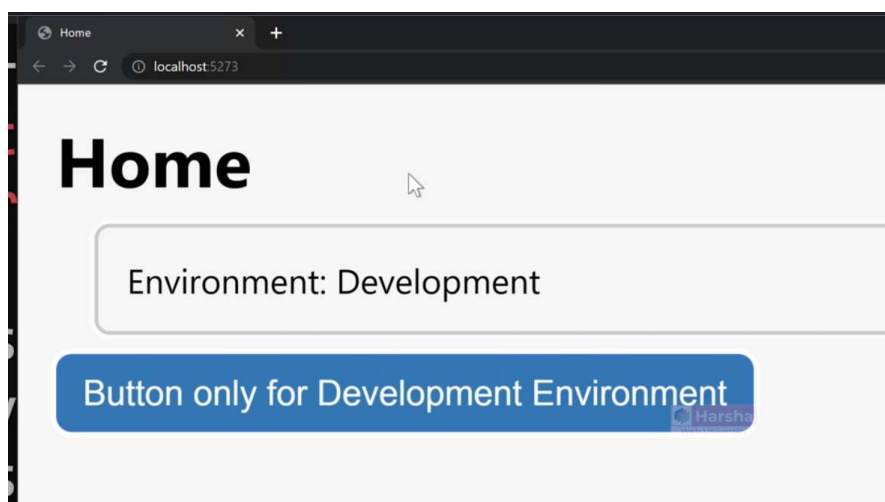 Home
localhost:5273
Home
Environment: Development
Button only for Development Environment
Harsha